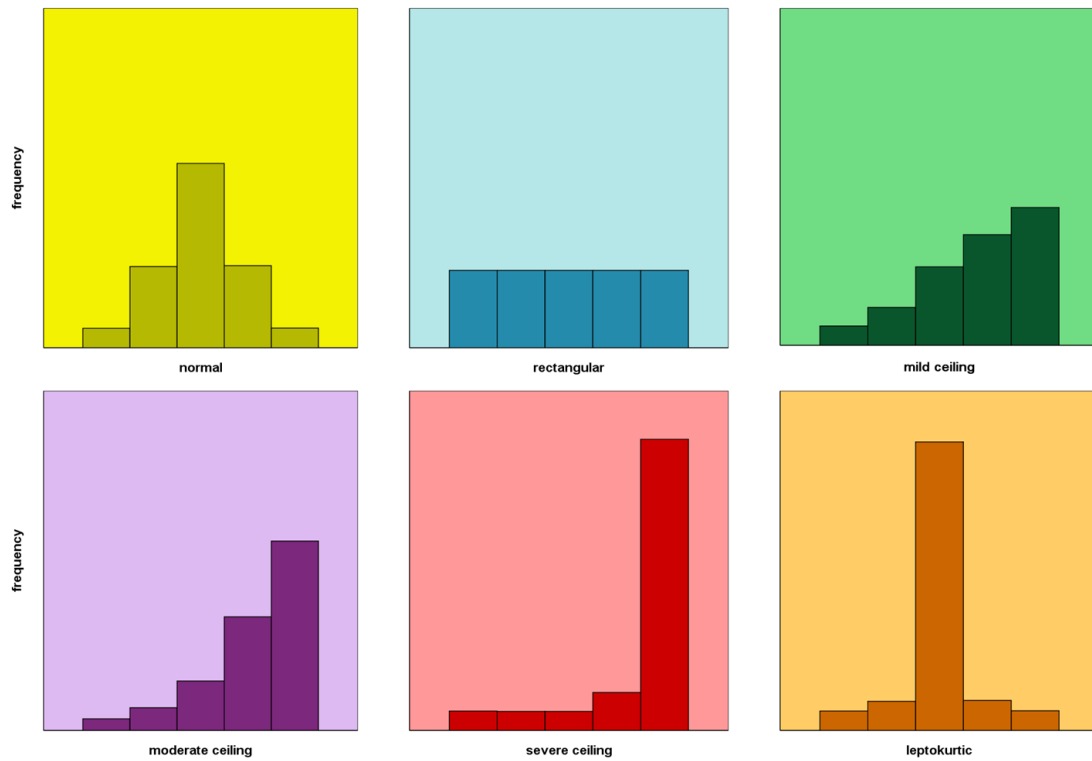 frequency
normal
rectangular
mild ceiling
frequency
moderate ceiling
severe ceiling
leptokurtic